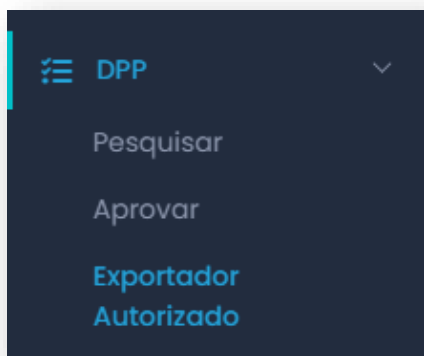 DPP
Pesquisar
Aprovar
Exportador
Autorizado